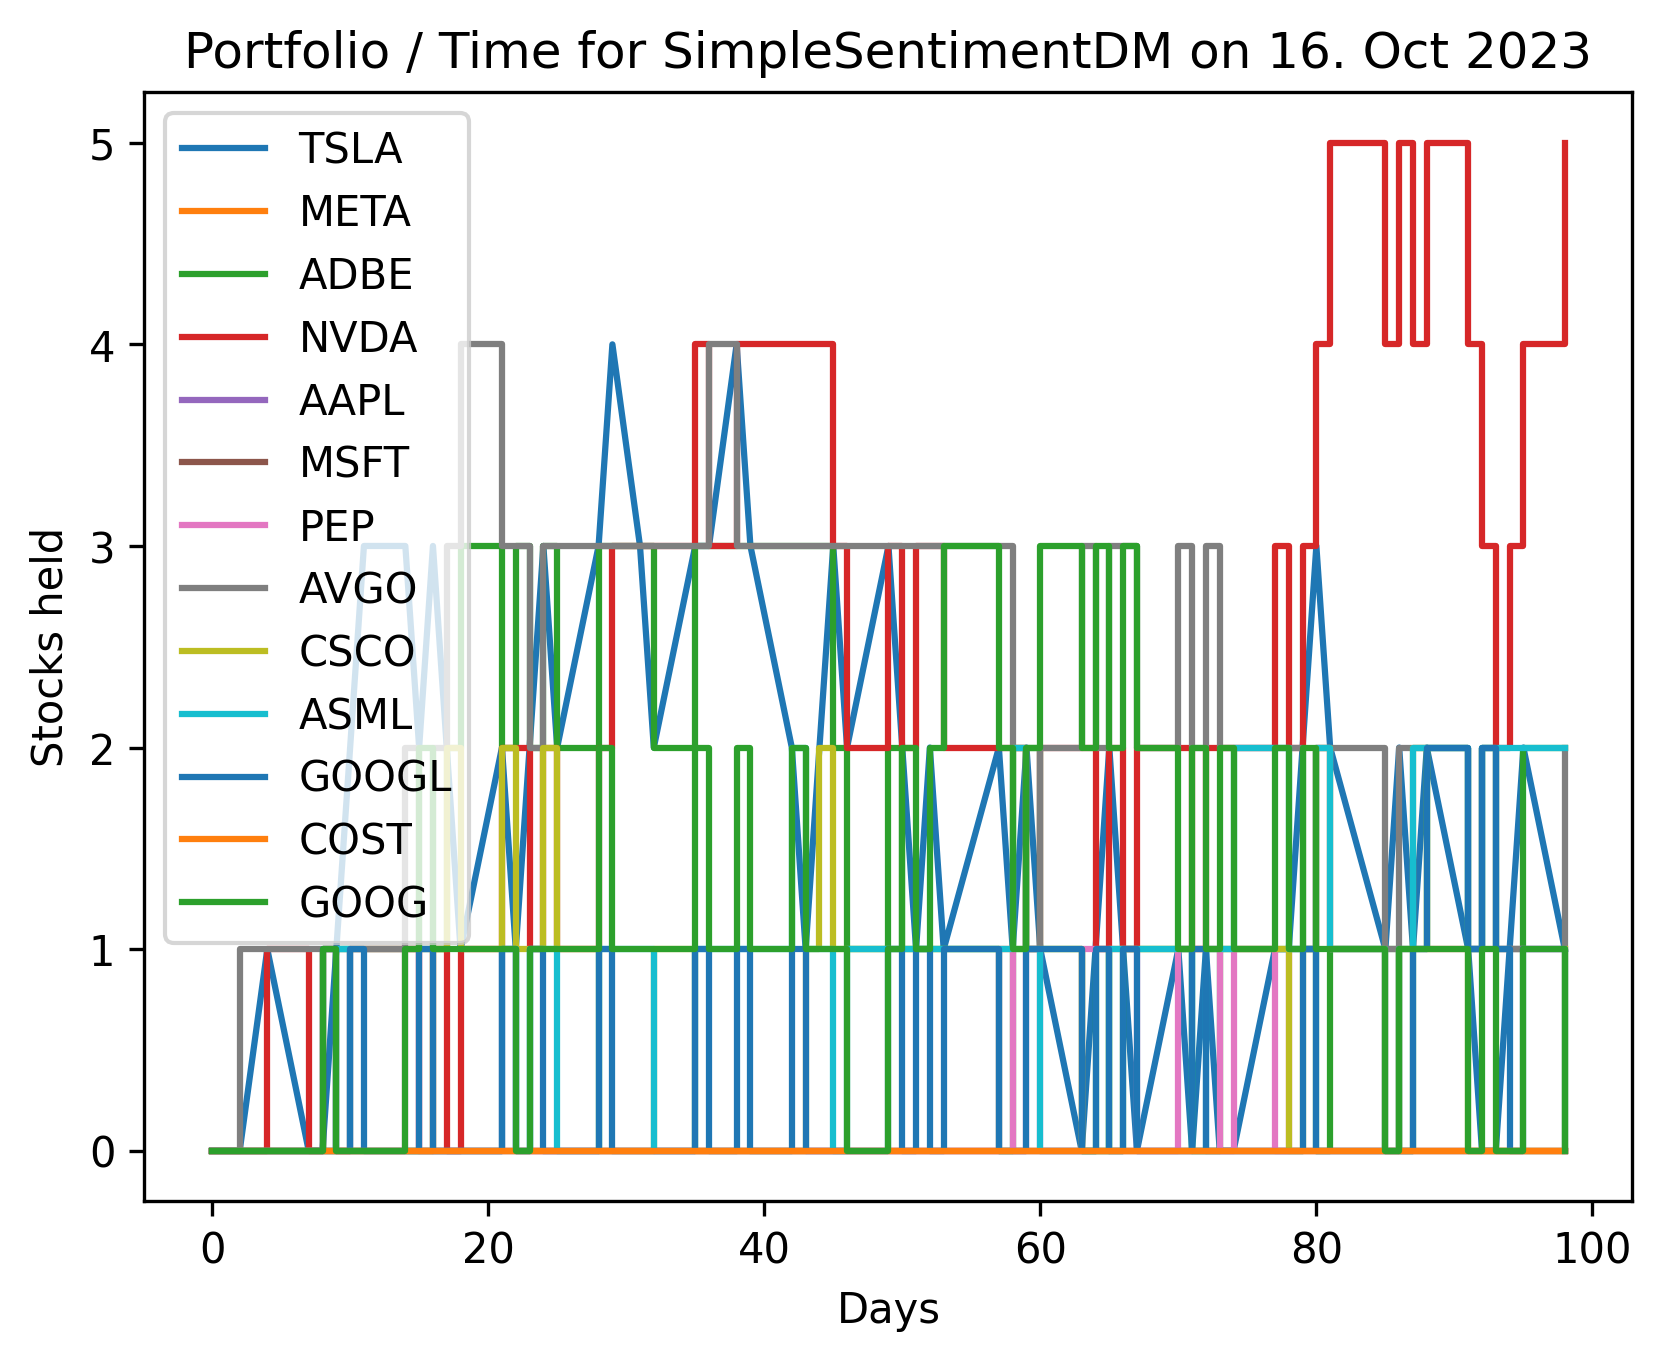 Portfolio / Time for SimpleSentimentDM on 16. Oct 2023
Stocks held
5
4
3
2
1
0
TSLA
META
ADBE
NVDA
AAPL
MSFT
PEP
AVGO
CSCO
ASML
GOOGL
COST
GOOG
0 20 40 60 80 100
Days